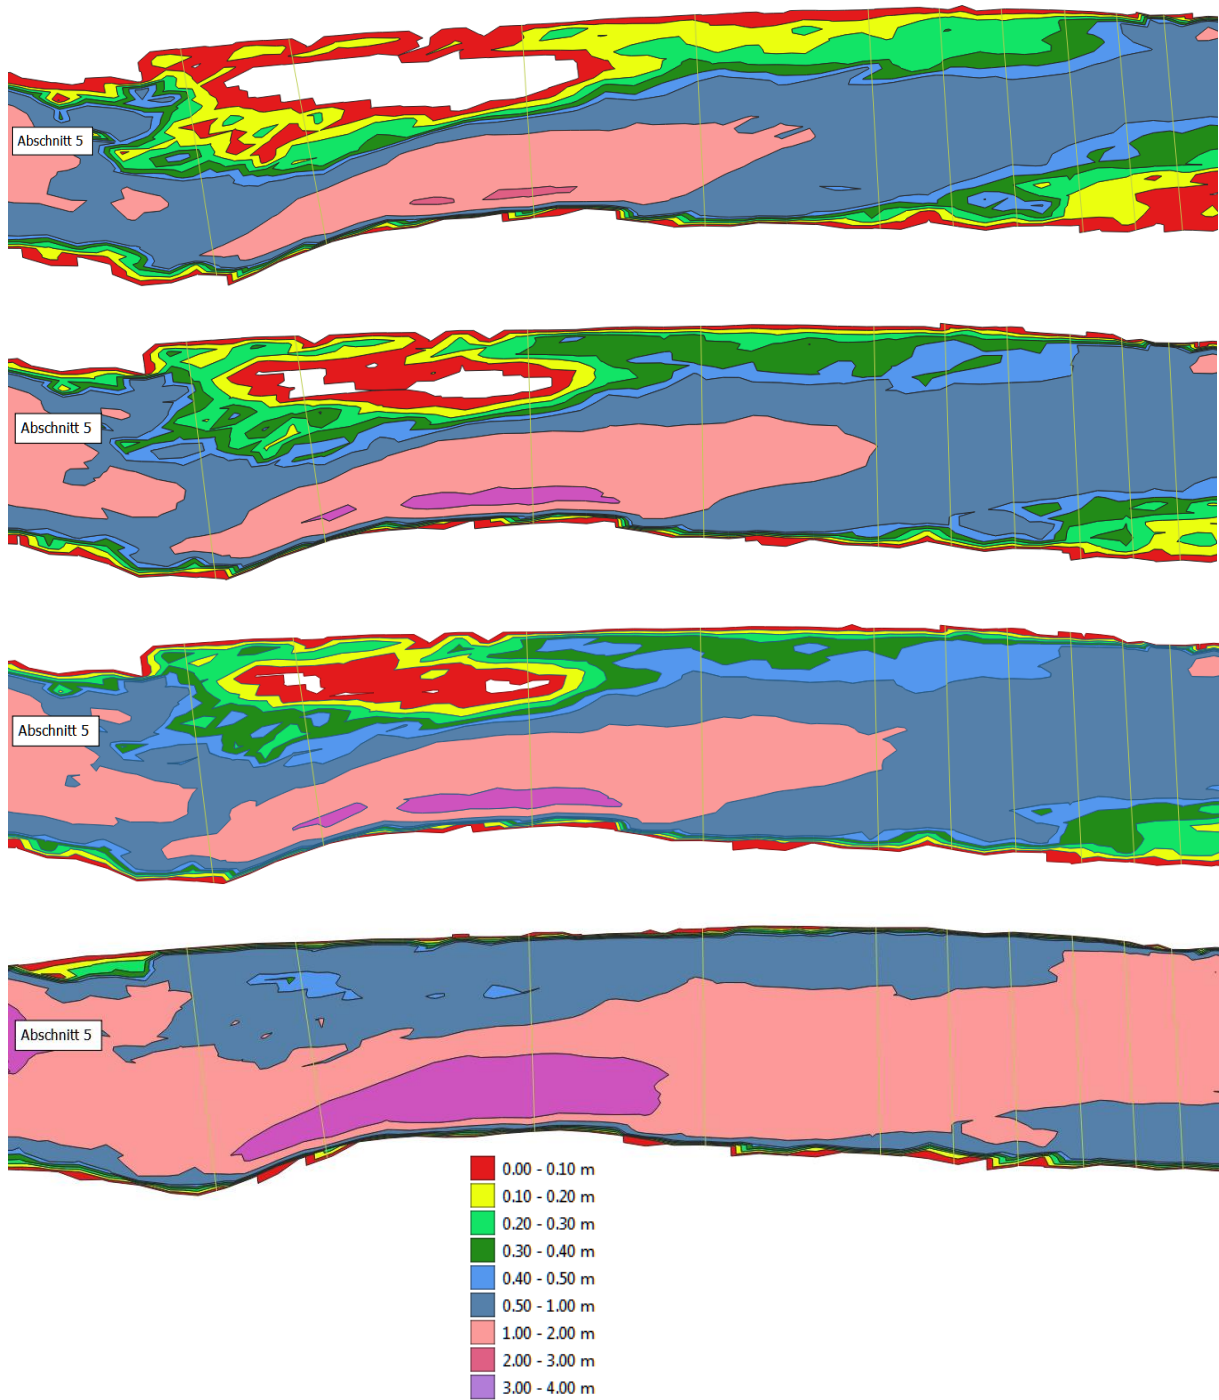 Abschnitt 5
Abschnitt 5
Abschnitt 5
Abschnitt 5
0.00 - 0.10 m
0.10 - 0.20 m
0.20 - 0.30 m
0.30 - 0.40 m
0.40 - 0.50 m
0.50 - 1.00 m
1.00 - 2.00 m
2.00 - 3.00 m
3.00 - 4.00 m